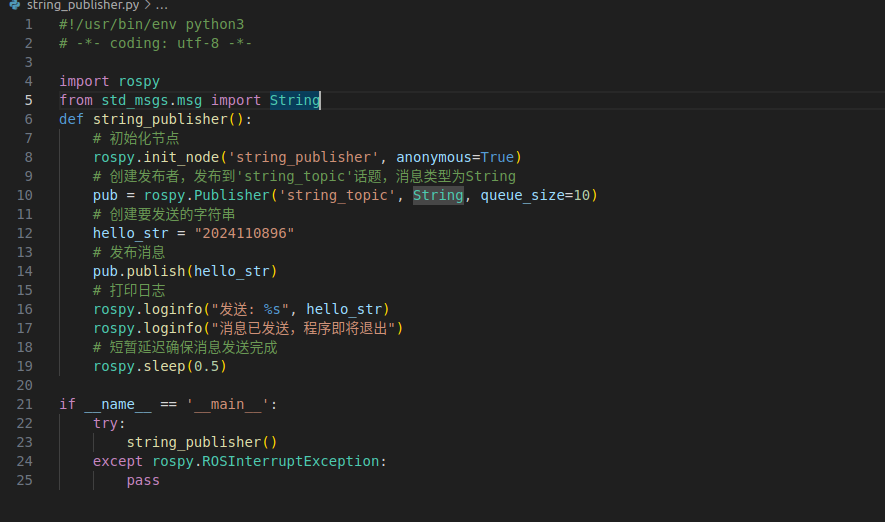 string_publisher.py > ...
1 #!/usr/bin/env python3
2 # -*- coding: utf-8 -*-
3
4 import rospy
5 from std_msgs.msg import String
6 def string_publisher():
7     # 初始化节点
8     rospy.init_node('string_publisher', anonymous=True)
9     # 创建发布者，发布到'string_topic'话题，消息类型为String
10     pub = rospy.Publisher('string_topic', String, queue_size=10)
11     # 创建要发送的字符串
12     hello_str = "2024110896"
13     # 发布消息
14     pub.publish(hello_str)
15     # 打印日志
16     rospy.loginfo("发送: %s", hello_str)
17     rospy.loginfo("消息已发送，程序即将退出")
18     # 短暂延迟确保消息发送完成
19     rospy.sleep(0.5)
20
21 if __name__ == '__main__':
22     try:
23         string_publisher()
24     except rospy.ROSInterruptException:
25         pass